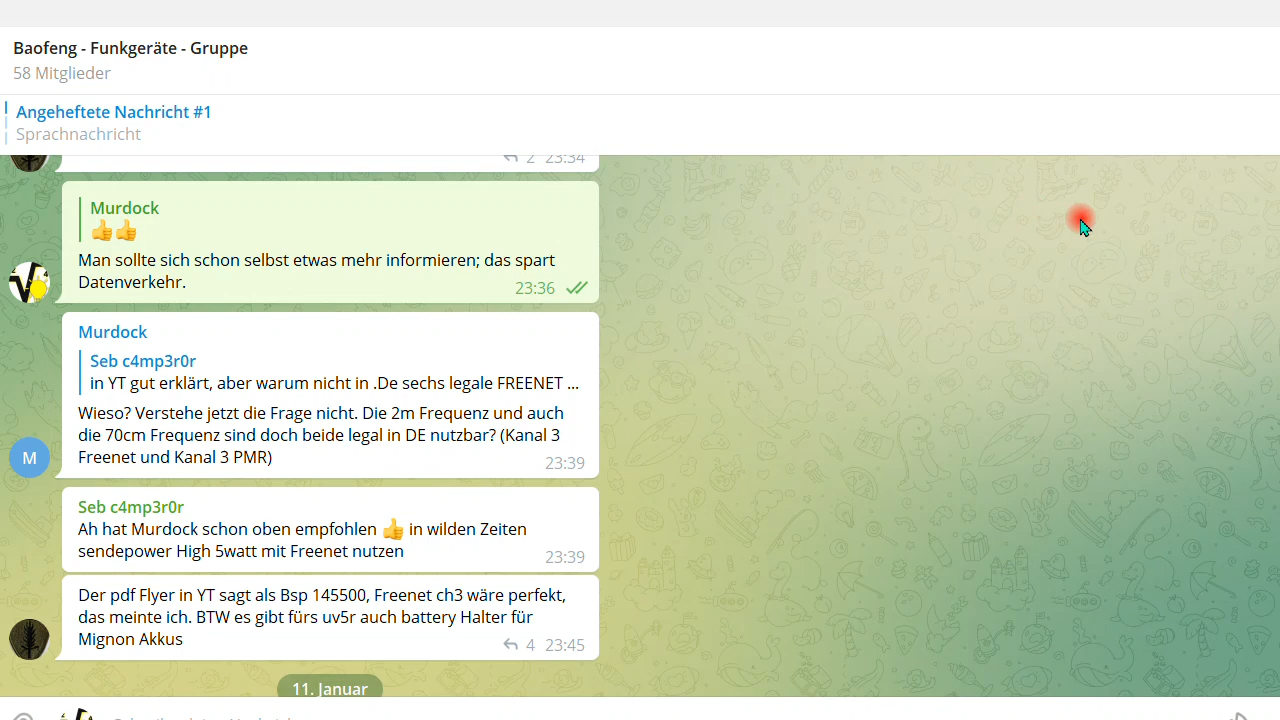 Baofeng - Funkgeräte - Gruppe
58 Mitglieder
Angeheftete Nachricht #1
Sprachnachricht
2 23:34
Murdock
👍👍
Man sollte sich schon selbst etwas mehr informieren; das spart
Datenverkehr.
23:36
Murdock
Seb c4mp3r0r
in YT gut erklärt, aber warum nicht in .De sechs legale FREENET ...
Wieso? Verstehe jetzt die Frage nicht. Die 2m Frequenz und auch
die 70cm Frequenz sind doch beide legal in DE nutzbar? (Kanal 3
Freenet und Kanal 3 PMR)
23:39
M
Seb c4mp3r0r
Ah hat Murdock schon oben empfohlen 👍 in wilden Zeiten
sendepower High 5watt mit Freenet nutzen
23:39
Der pdf Flyer in YT sagt als Bsp 145500, Freenet ch3 wäre perfekt,
das meinte ich. BTW es gibt fürs uv5r auch battery Halter für
Mignon Akkus
4 23:45
11. Januar